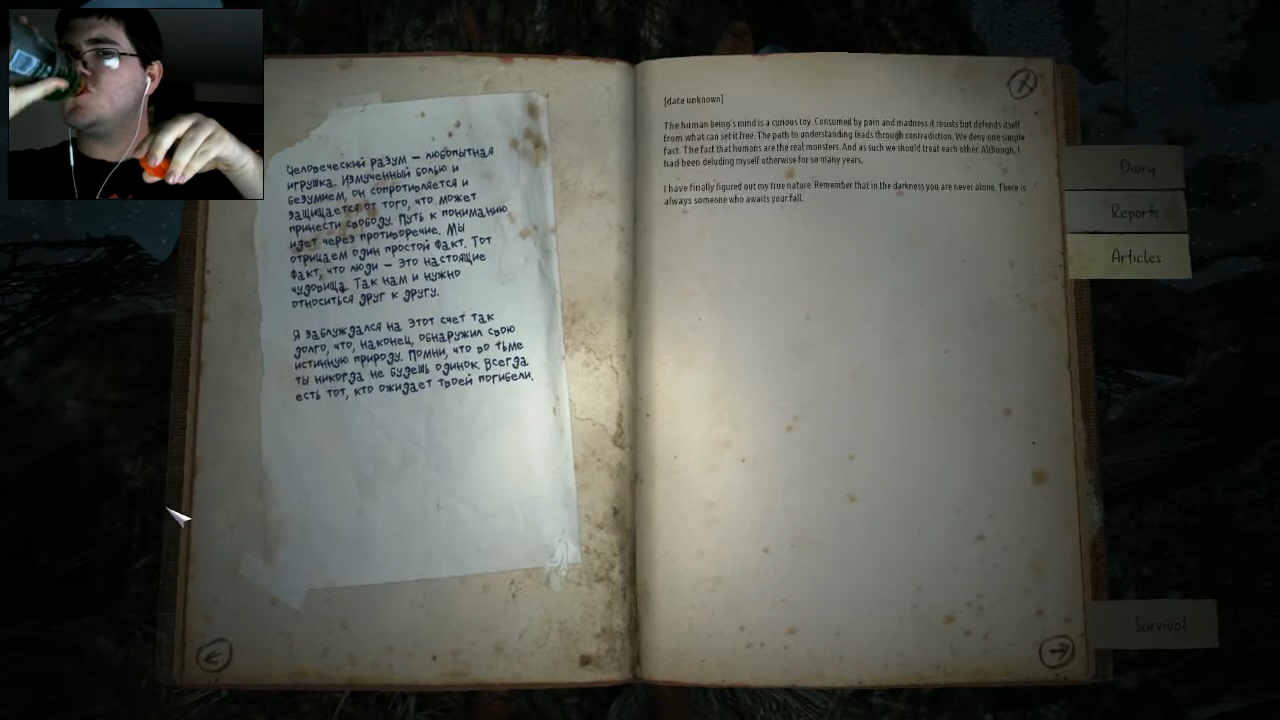 Человеческий разум – любопытная
игрушка. Измученный болью и
безумием, он сопротивляется и
защищается от того, что может
принести свободу. Путь к пониманию
идет через противоречие. Мы
отрицаем один простой факт. Тот
факт, что люди – это настоящие
чудовища. Так нам и нужно
относиться друг к другу.
Я заблуждался на этот счет так
долго, что, наконец, обнаружил свою
истинную природу. Помни, что во тьме
ты никогда не будешь одинок. Всегда
есть тот, кто ожидает твоей погибели.
[date unknown]
The human being's mind is a curious toy. Consumed by pain and madness it resists but defends itself
from what can set it free. The path to understanding leads through contradiction. We deny one simple
fact. The fact that humans are the real monsters. And as such we should treat each other. Although, I
had been deluding myself otherwise for so many years.
I have finally figured out my true nature. Remember that in the darkness you are never alone. There is
always someone who awaits your fall.
Diary
Reports
Articles
Survival